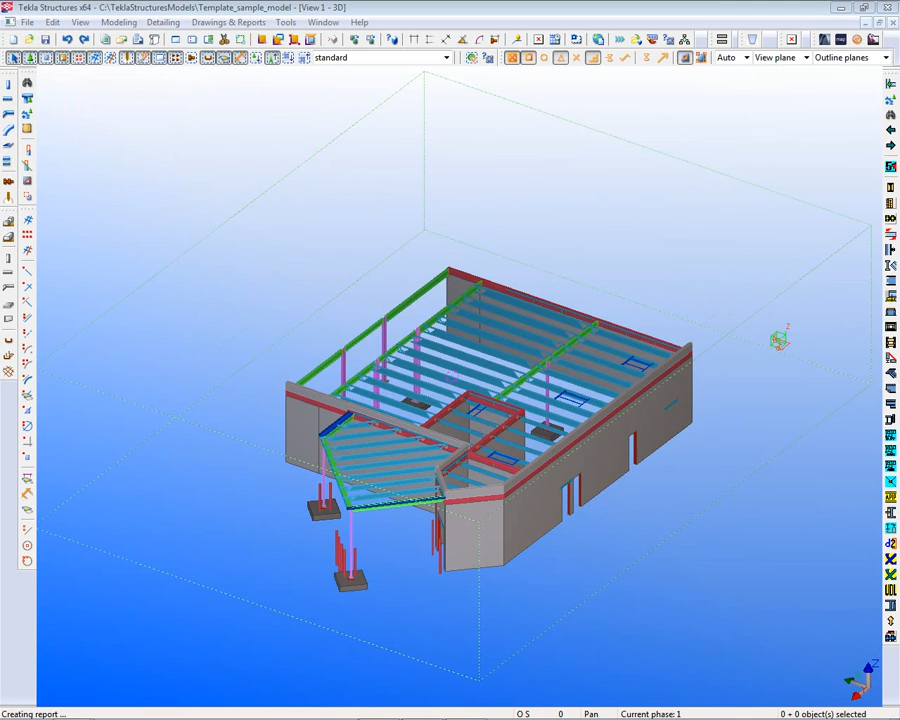 Tekla Structures x64 - C:\TeklaStructuresModels\Template_sample_model - [View 1 - 3D]
File Edit View Modeling Detailing Drawings & Reports Tools Window Help
standard Auto View plane Outline planes
Z
Z
Creating report ... O S 0 Pan Current phase: 1 0 + 0 object(s) selected